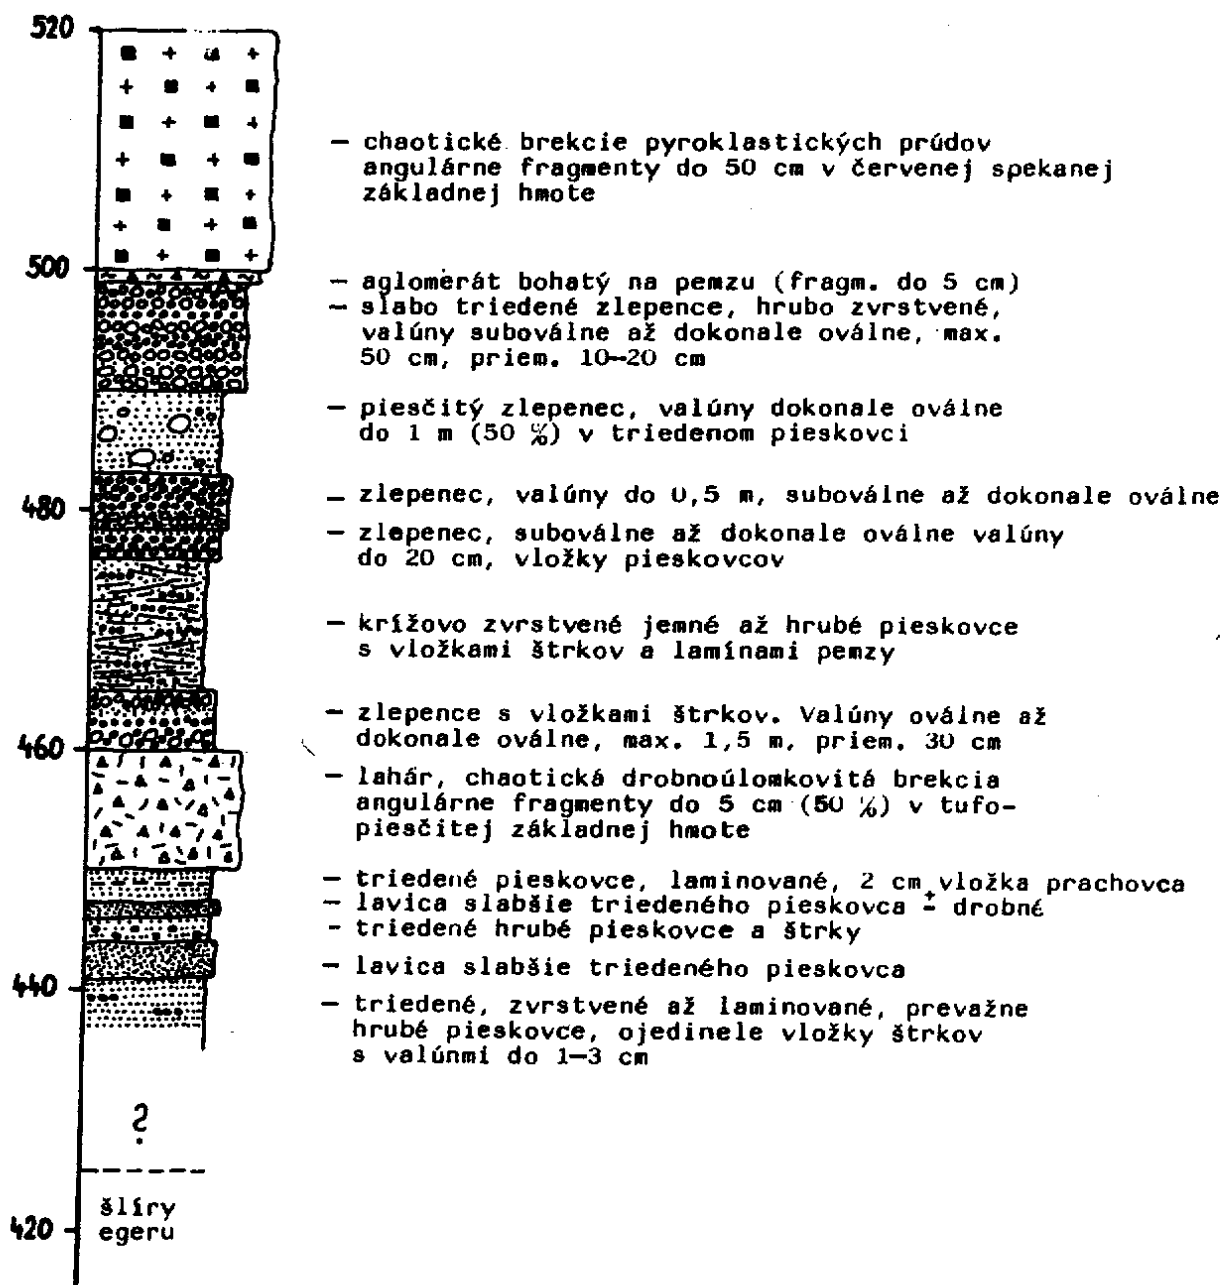 520
— chaotické brekcie pyroklastických prúdov
angulárne fragmenty do 50 cm v červenej spekanej
základnej hmote
500
— aglomerát bohatý na pemzu (fragm. do 5 cm)
— slabo triedené zlepence, hrubo zvrstvené,
valúny suboválne až dokonale oválne, max.
50 cm, priem. 10—20 cm
— piesčitý zlepenec, valúny dokonale oválne
do 1 m (50 %) v triedenom pieskovci
480
— zlepenec, valúny do 0,5 m, suboválne až dokonale oválne
— zlepenec, suboválne až dokonale oválne valúny
do 20 cm, vložky pieskovcov
— krížovo zvrstvené jemné až hrubé pieskovce
s vložkami štrkov a lamínami pemzy
— zlepence s vložkami štrkov. Valúny oválne až
dokonale oválne, max. 1,5 m, priem. 30 cm
460
— lahár, chaotická drobnoúlomkovitá brekcia
angulárne fragmenty do 5 cm (50 %) v tufo-
piesčitej základnej hmote
— triedené pieskovce, laminované, 2 cm vložka prachovca
— lavica slabšie triedeného pieskovca ± drobné
— triedené hrubé pieskovce a štrky
— lavica slabšie triedeného pieskovca
440
— triedené, zvrstvené až laminované, prevažne
hrubé pieskovce, ojedinele vložky štrkov
s valúnmi do 1—3 cm
?
šlíry
egeru
420